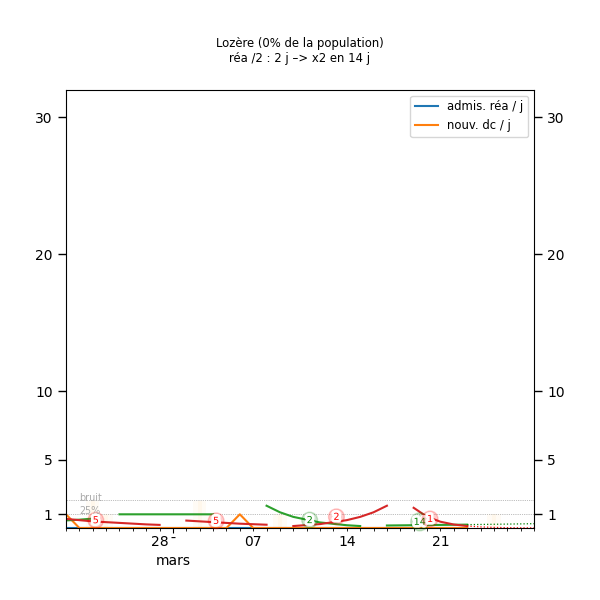 Lozère (0% de la population)
réa /2 : 2 j –> x2 en 14 j
admis. réa / j
nouv. dc / j
30 30
20 20
10 10
5 5
bruit
25%
1 1
5 5 2 2 14 1
28 07 14 21
mars